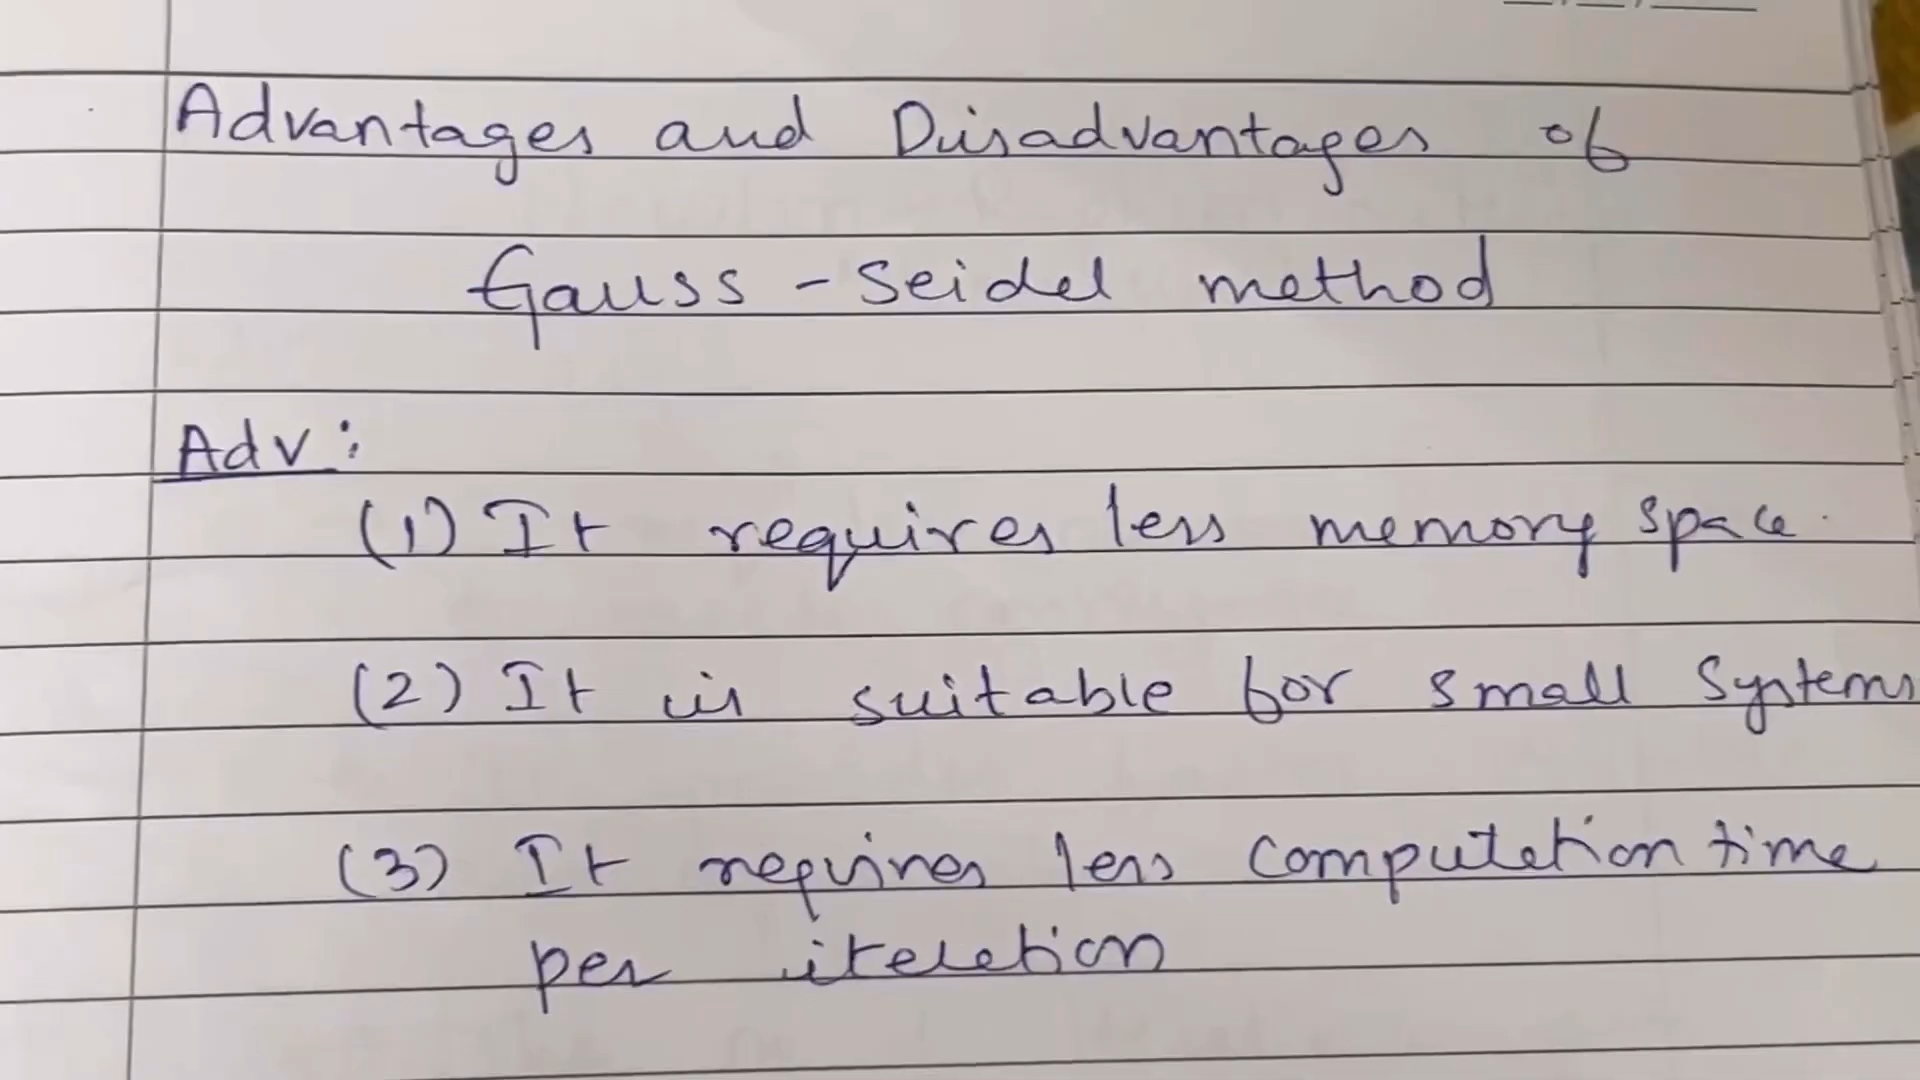 Advantages and Disadvantages of
Gauss - Seidel method
Adv:
(1) It requires less memory space.
(2) It is suitable for small systems
(3) It requires less computation time
per iteration